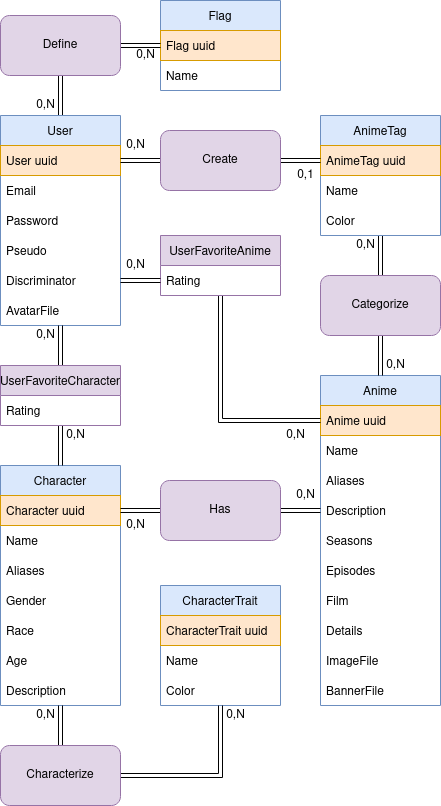 Flag
Define
Flag uuid
0,N
Name
0,N
User
AnimeTag
0,N
User uuid
Create
AnimeTag uuid
0,1
Email
Name
Password
Color
0,N
Pseudo
UserFavoriteAnime
0,N
Discriminator
Rating
Categorize
AvatarFile
0,N
0,N
UserFavoriteCharacter
Anime
Rating
Anime uuid
0,N
0,N
Name
Character
Aliases
0,N
Character uuid
Has
Description
0,N
Name
Seasons
Aliases
Episodes
Gender
CharacterTrait
Film
Race
CharacterTrait uuid
Details
Age
Name
ImageFile
Description
Color
BannerFile
0,N
0,N
Characterize